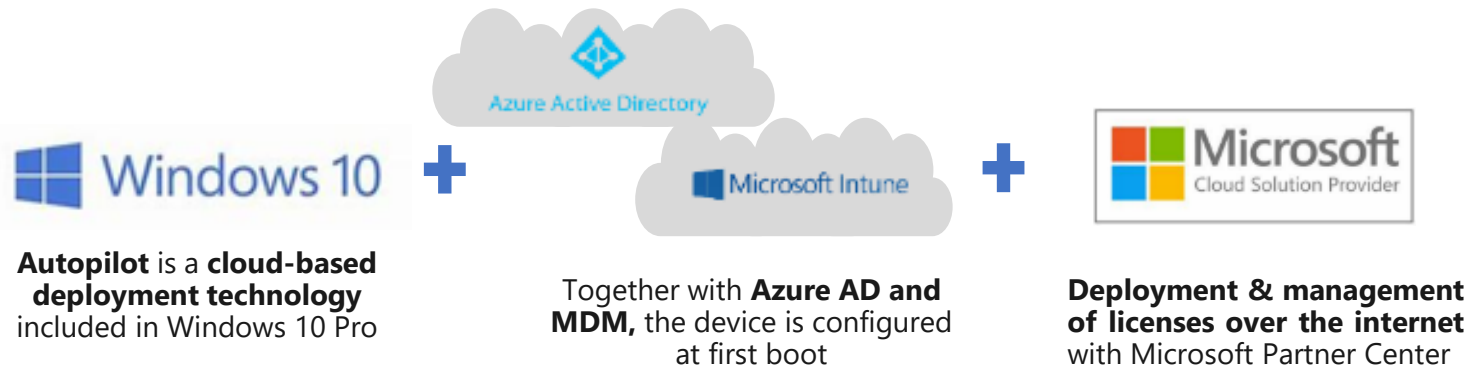 Azure Active Directory
Windows 10
Microsoft Intune
Microsoft
Cloud Solution Provider
Autopilot is a cloud-based
deployment technology
included in Windows 10 Pro
Together with Azure AD and
MDM, the device is configured
at first boot
Deployment & management
of licenses over the internet
with Microsoft Partner Center